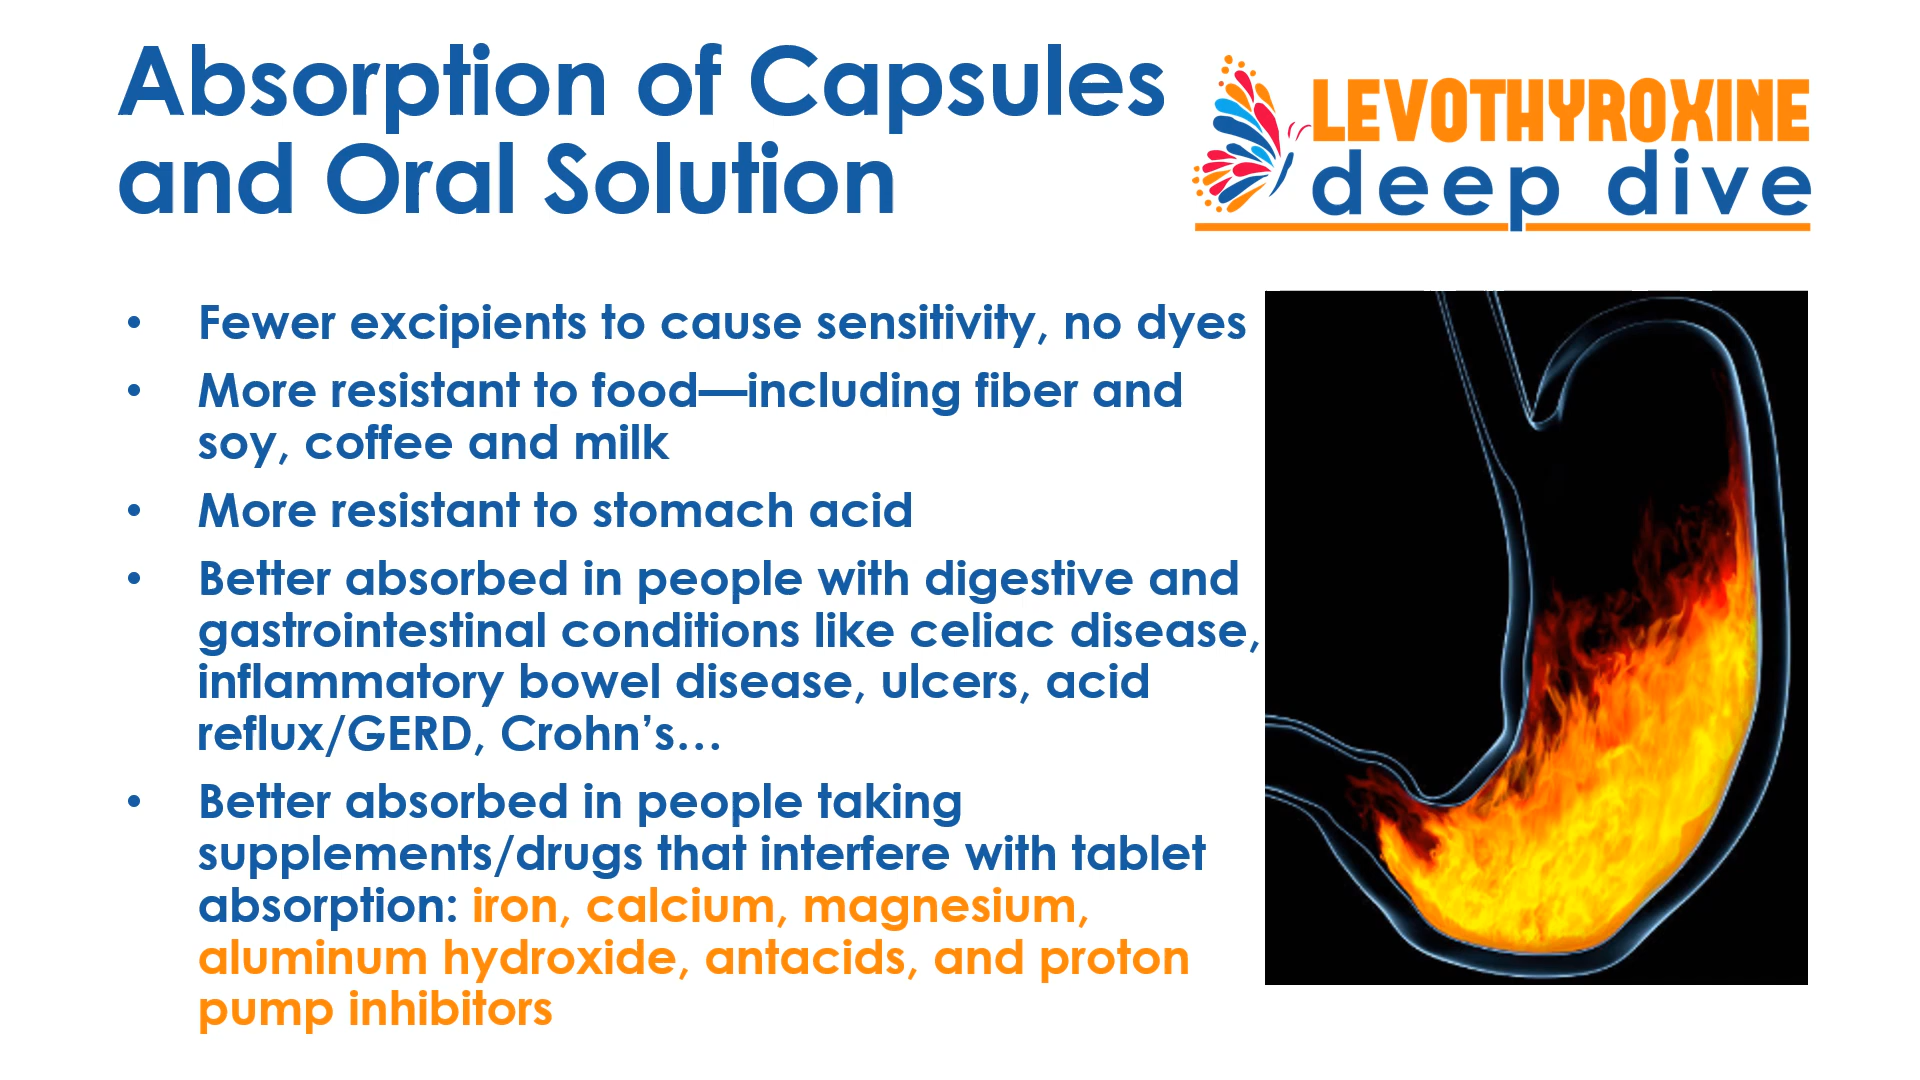 Absorption of Capsules
and Oral Solution
LEVOTHYROXINE
deep dive
• Fewer excipients to cause sensitivity, no dyes
• More resistant to food—including fiber and
soy, coffee and milk
• More resistant to stomach acid
• Better absorbed in people with digestive and
gastrointestinal conditions like celiac disease,
inflammatory bowel disease, ulcers, acid
reflux/GERD, Crohn’s…
• Better absorbed in people taking
supplements/drugs that interfere with tablet
absorption: iron, calcium, magnesium,
aluminum hydroxide, antacids, and proton
pump inhibitors